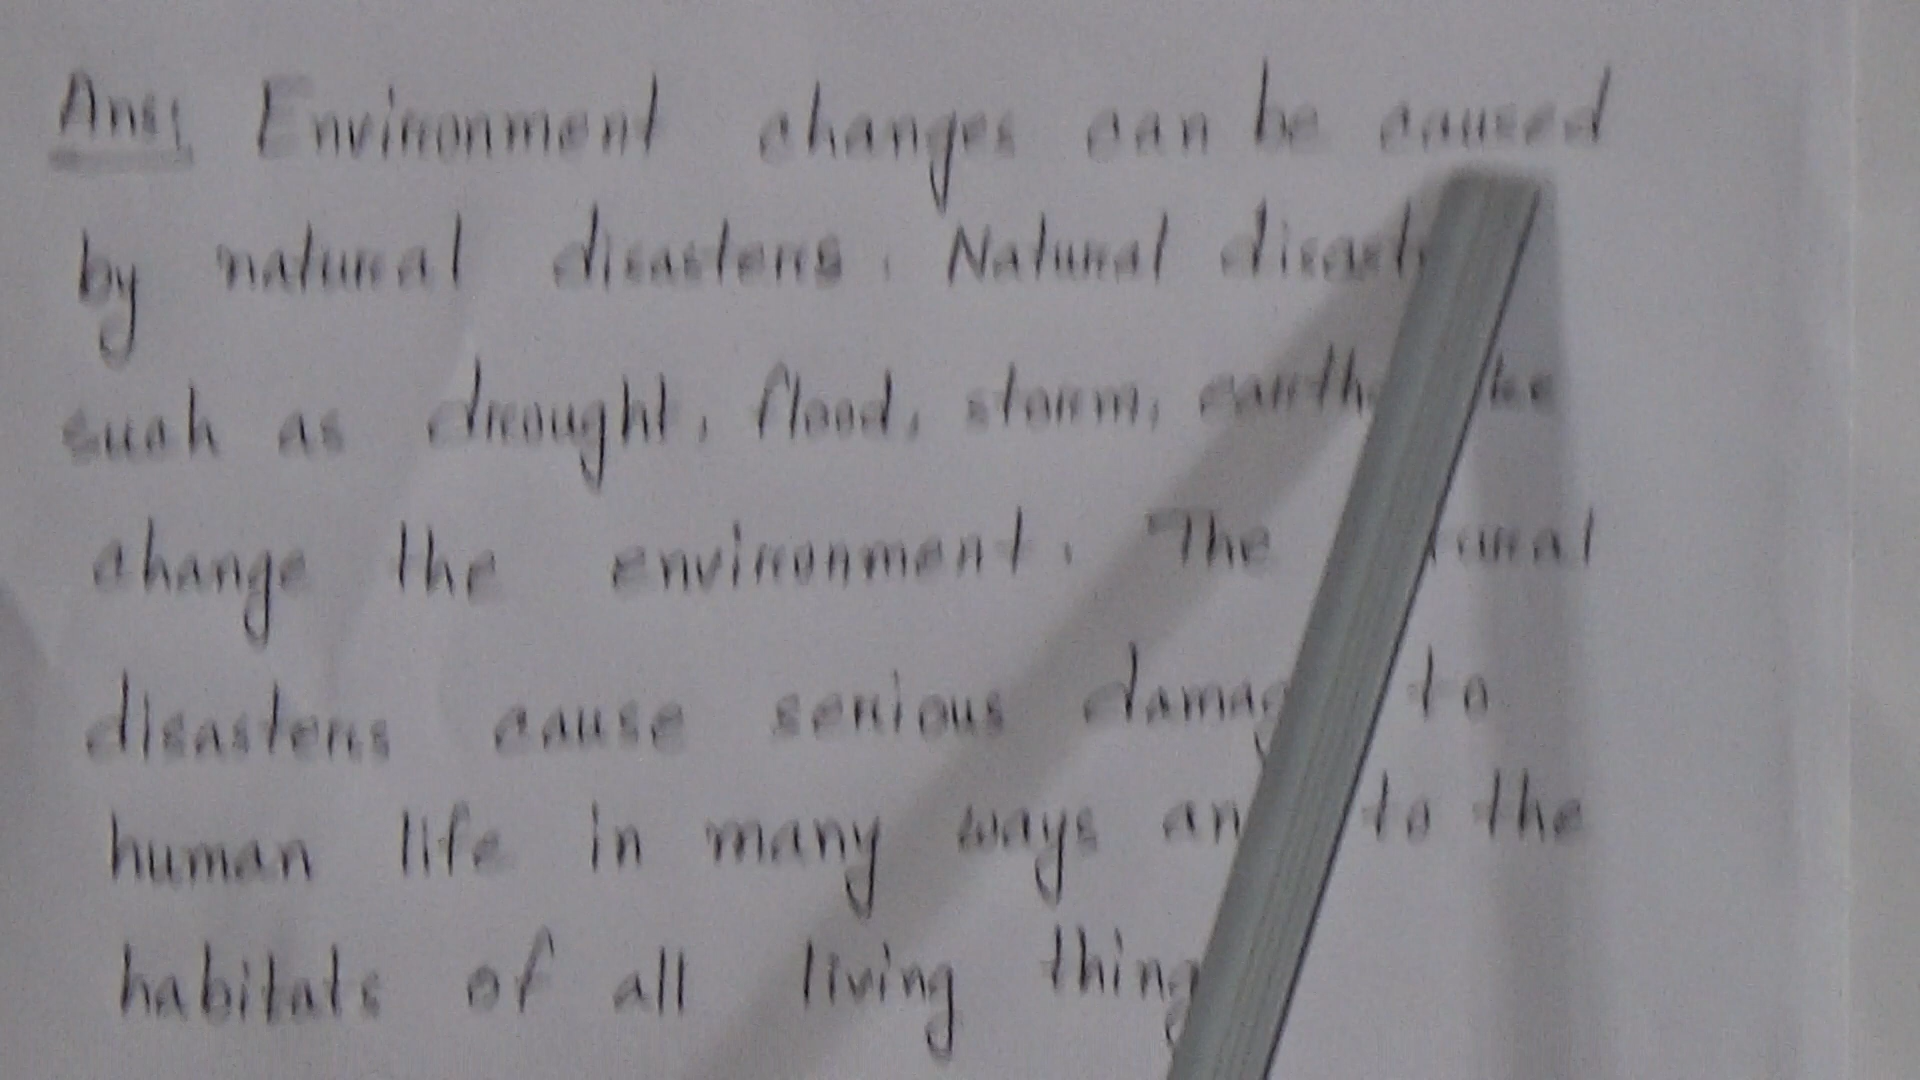 Ans: Environment changes can be caused
by natural disasters. Natural
such as drought, flood, storm,
change the environment. The
disasters cause serious to
human life in many ways to the
habitats of all living